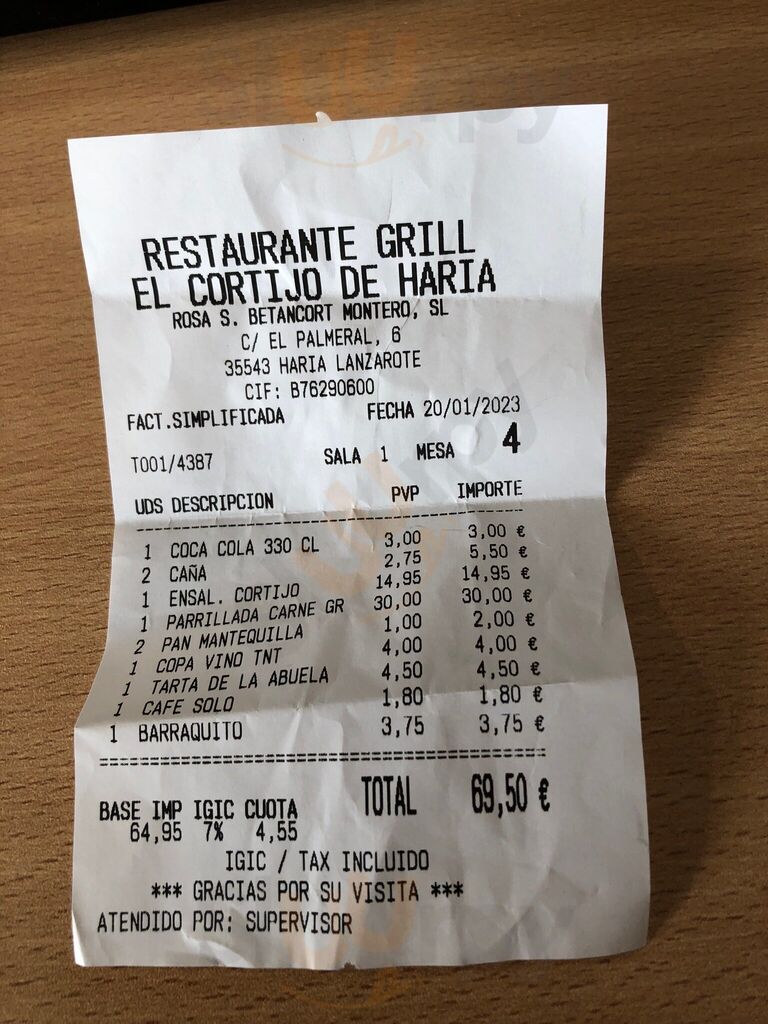 RESTAURANTE GRILL
EL CORTIJO DE HARIA
ROSA S. BETANCORT MONTERO, SL
C/ EL PALMERAL, 6
35543 HARIA LANZAROTE
CIF: B76290600
FACT.SIMPLIFICADA FECHA 20/01/2023
T001/4387 SALA 1 MESA 4
UDS DESCRIPCION PVP IMPORTE
1 COCA COLA 330 CL 3,00 3,00 €
2 CAÑA 2,75 5,50 €
1 ENSAL. CORTIJO 14,95 14,95 €
1 PARRILLADA CARNE GR 30,00 30,00 €
2 PAN MANTEQUILLA 1,00 2,00 €
1 COPA VINO TNT 4,00 4,00 €
1 TARTA DE LA ABUELA 4,50 4,50 €
1 CAFE SOLO 1,80 1,80 €
1 BARRAQUITO 3,75 3,75 €
TOTAL 69,50 €
BASE IMP IGIC CUOTA
64,95 7% 4,55
IGIC / TAX INCLUIDO
*** GRACIAS POR SU VISITA ***
ATENDIDO POR: SUPERVISOR